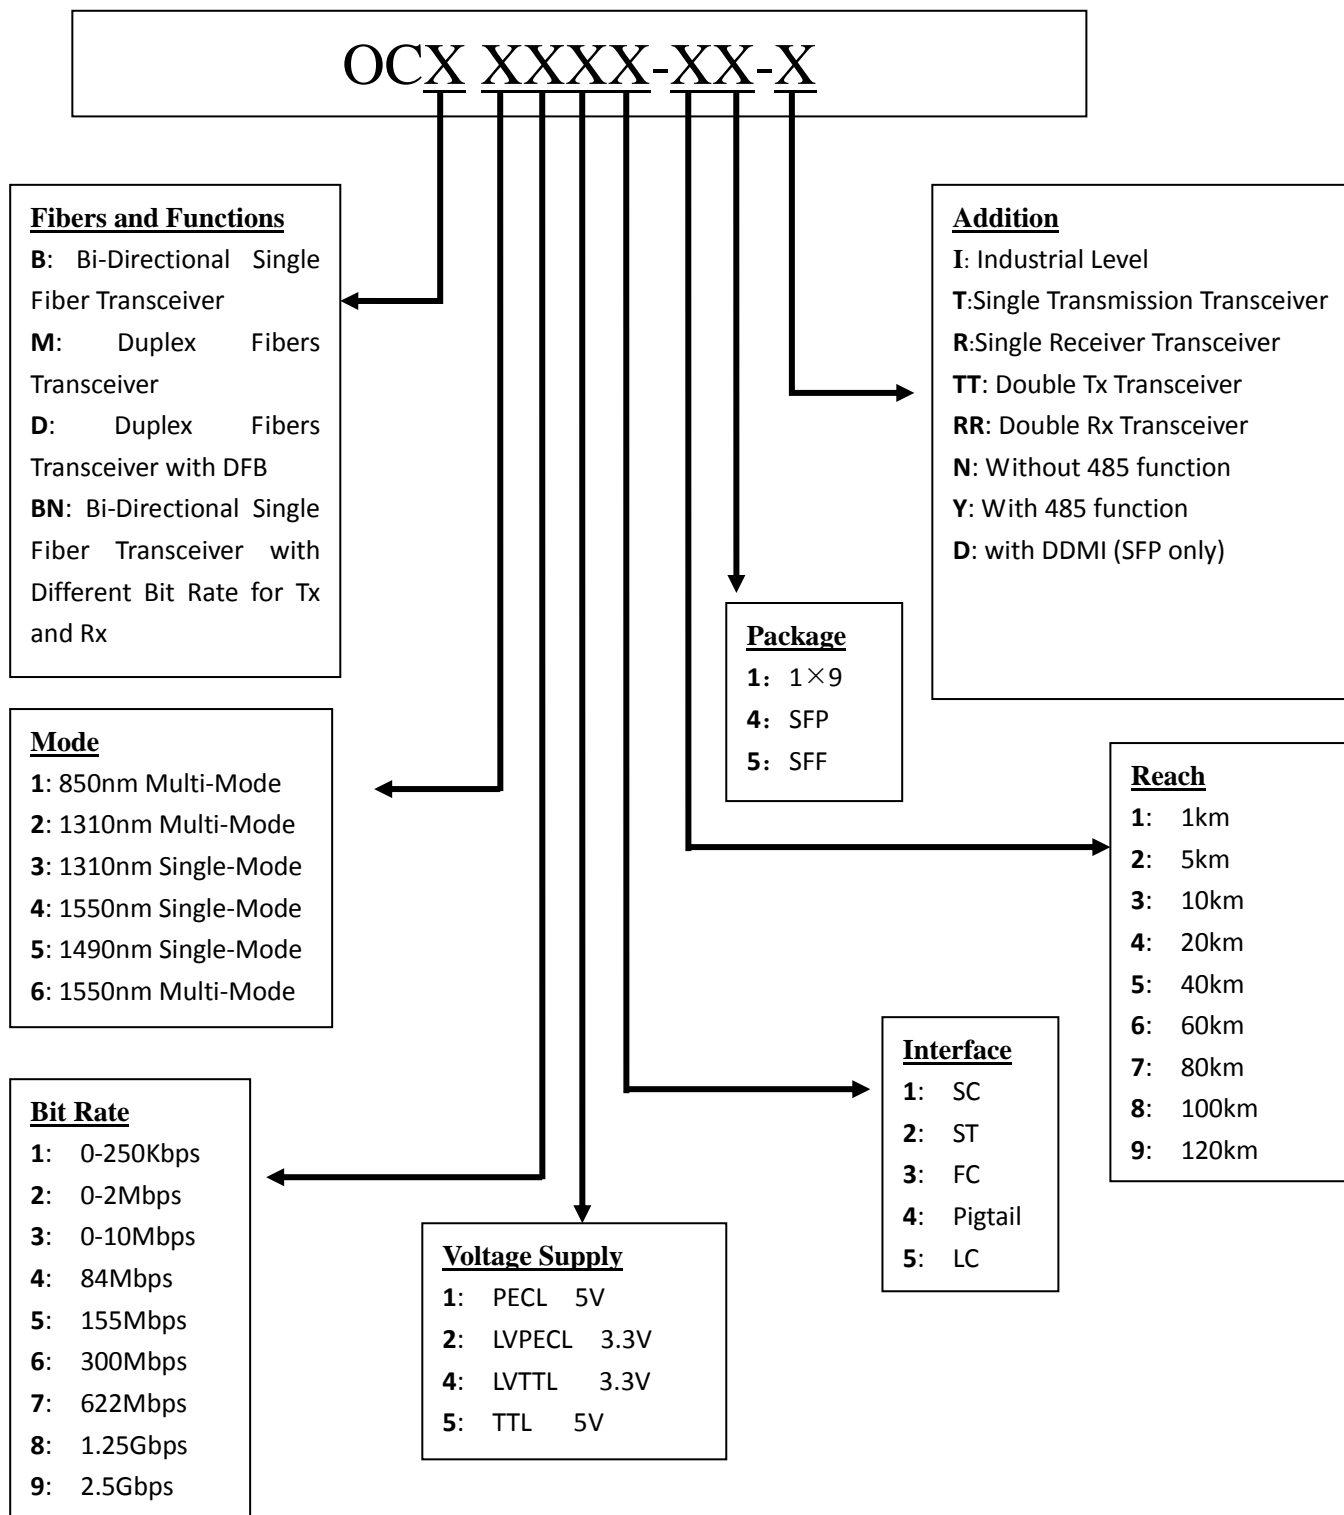 OCX XXXX-XX-X
Fibers and Functions
B: Bi-Directional Single
Fiber Transceiver
M: Duplex Fibers
Transceiver
D: Duplex Fibers
Transceiver with DFB
BN: Bi-Directional Single
Fiber Transceiver with
Different Bit Rate for Tx
and Rx
Addition
I: Industrial Level
T:Single Transmission Transceiver
R:Single Receiver Transceiver
TT: Double Tx Transceiver
RR: Double Rx Transceiver
N: Without 485 function
Y: With 485 function
D: with DDMI (SFP only)
Package
1: 1×9
4: SFP
5: SFF
Mode
1: 850nm Multi-Mode
2: 1310nm Multi-Mode
3: 1310nm Single-Mode
4: 1550nm Single-Mode
5: 1490nm Single-Mode
6: 1550nm Multi-Mode
Reach
1: 1km
2: 5km
3: 10km
4: 20km
5: 40km
6: 60km
7: 80km
8: 100km
9: 120km
Interface
1: SC
2: ST
3: FC
4: Pigtail
5: LC
Bit Rate
1: 0-250Kbps
2: 0-2Mbps
3: 0-10Mbps
4: 84Mbps
5: 155Mbps
6: 300Mbps
7: 622Mbps
8: 1.25Gbps
9: 2.5Gbps
Voltage Supply
1: PECL 5V
2: LVPECL 3.3V
4: LVTTL 3.3V
5: TTL 5V